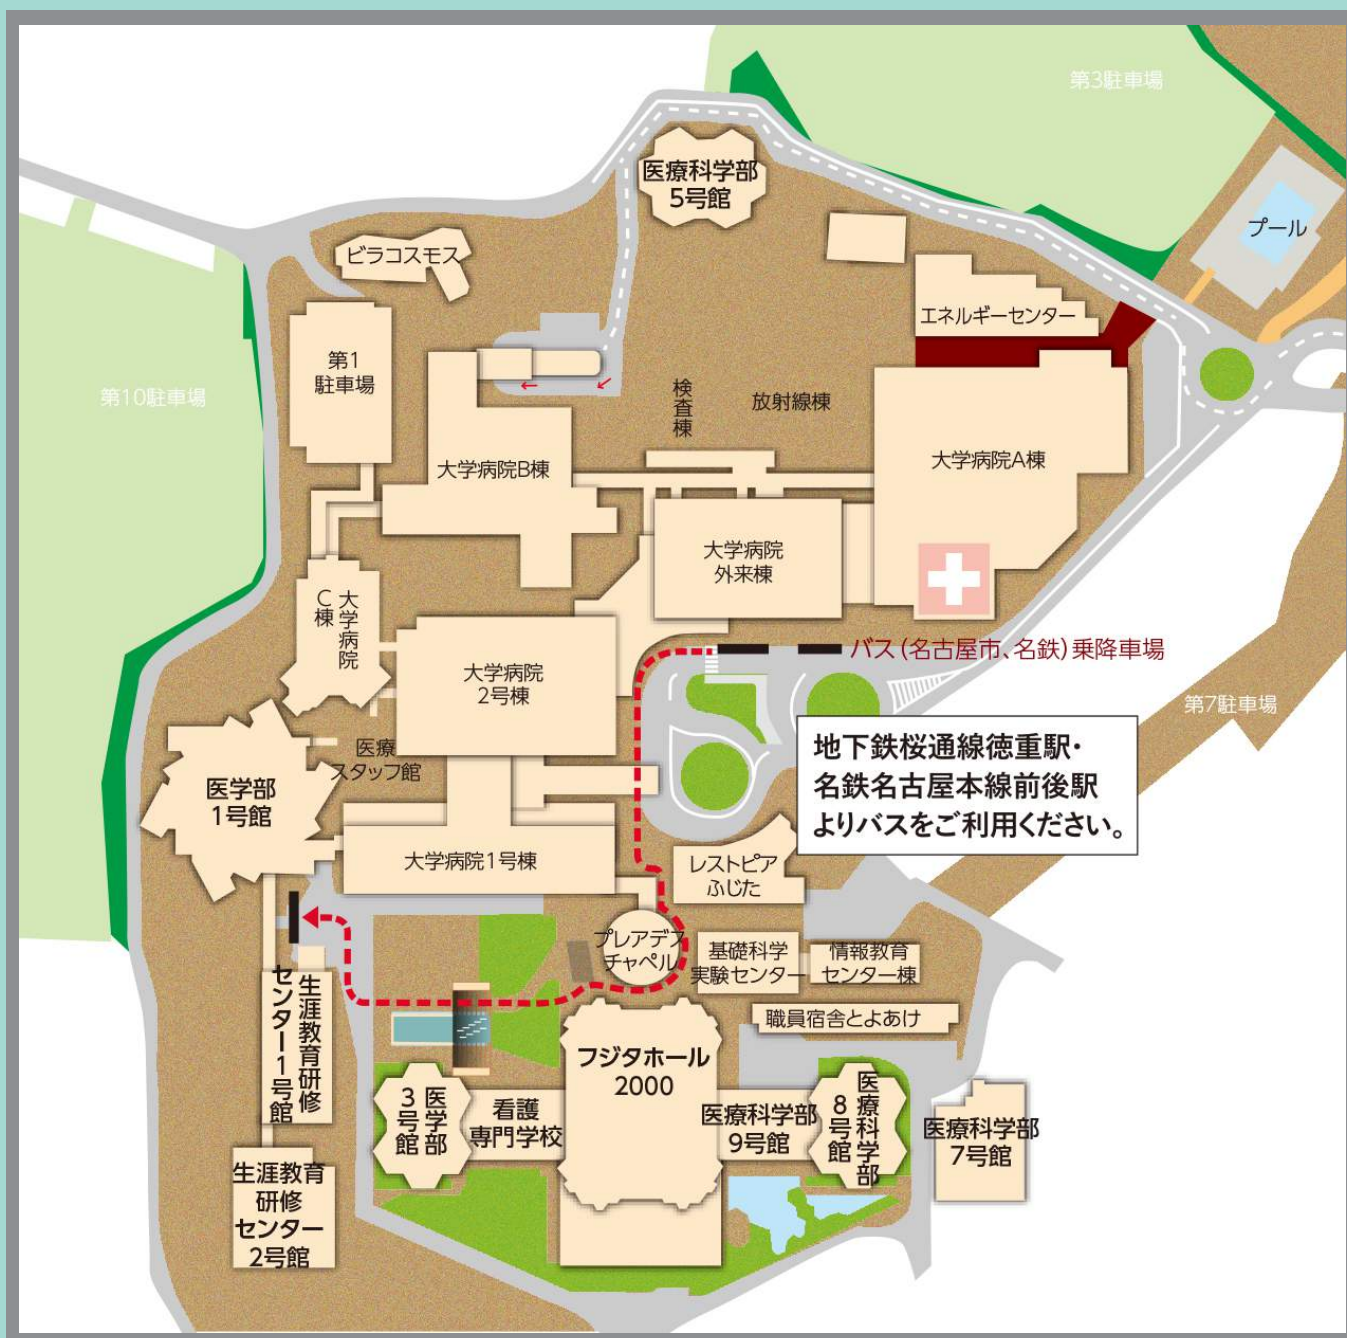 第3駐車場
医療科学部
5号館
プール
ビラコスモス
エネルギーセンター
第1
駐車場
第10駐車場
検査棟
放射線棟
大学病院B棟
大学病院A棟
大学病院
外来棟
大学病院
C棟
バス(名古屋市、名鉄)乗降車場
大学病院
2号棟
第7駐車場
地下鉄桜通線徳重駅・
名鉄名古屋本線前後駅
よりバスをご利用ください。
医療
スタッフ館
医学部
1号館
大学病院1号棟
レストピア
ふじた
プレアデス
チャペル
基礎科学
実験センター
情報教育
センター棟
生涯教育研修
センター1号館
職員宿舎とよあけ
フジタホール
2000
医学部
3号館
看護
専門学校
医療科学部
9号館
医療科学部
8号館
医療科学部
7号館
生涯教育
研修
センター
2号館